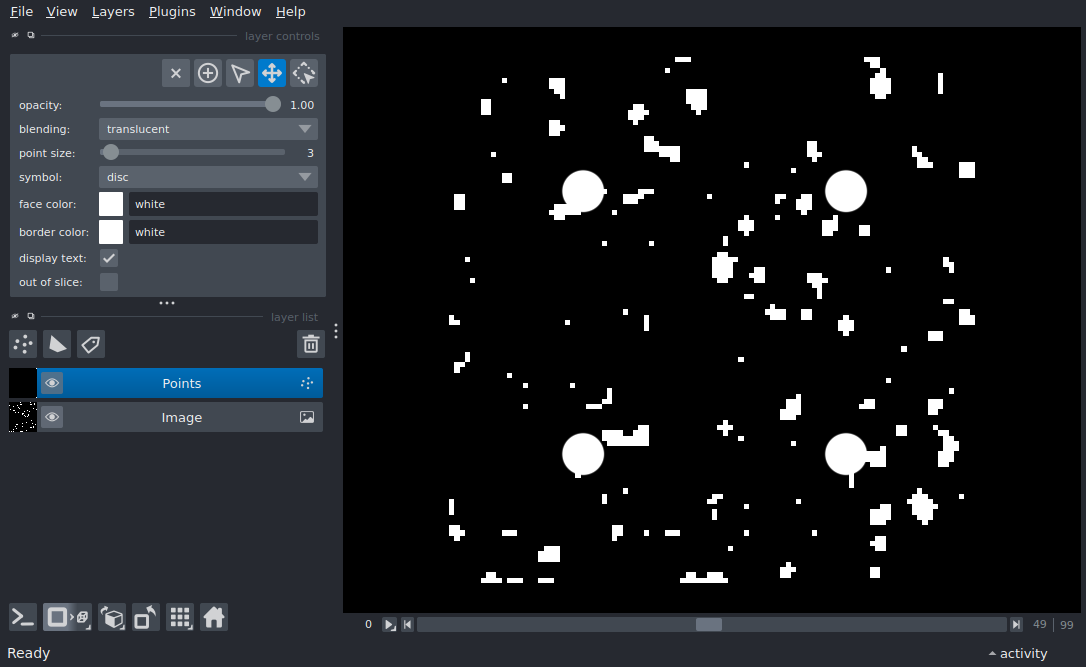 File View Layers Plugins Window Help
layer controls
opacity: 1.00
blending: translucent
point size: 3
symbol: disc
face color: white
border color: white
display text:
out of slice:
layer list
Points
Image
0 49 | 99
Ready activity